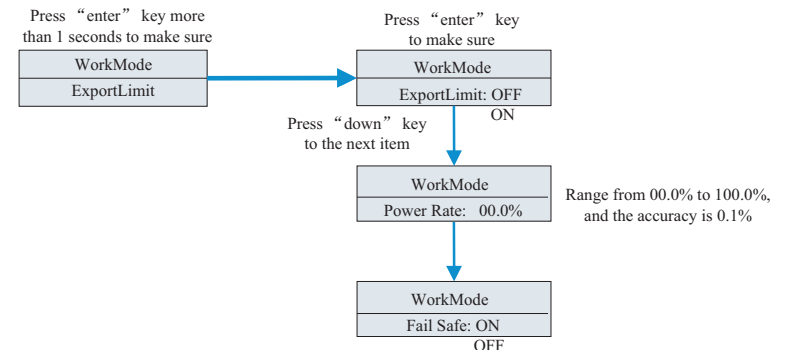 Press “enter” key more
than 1 seconds to make sure
WorkMode
ExportLimit
Press “enter” key
to make sure
WorkMode
ExportLimit: OFF
ON
Press “down” key
to the next item
WorkMode
Power Rate: 00.0%
Range from 00.0% to 100.0%,
and the accuracy is 0.1%
WorkMode
Fail Safe: ON
OFF